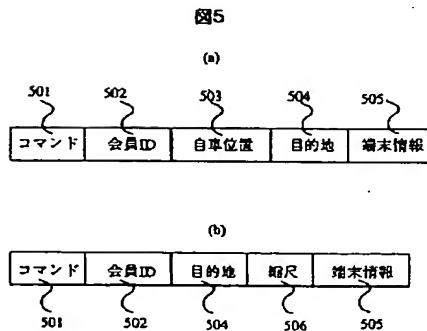 図5
(a)
501 502 503 504 505
コマンド 会員ID 自車位置 目的地 端末情報
(b)
コマンド 会員ID 目的地 縮尺 端末情報
501 502 504 506 505